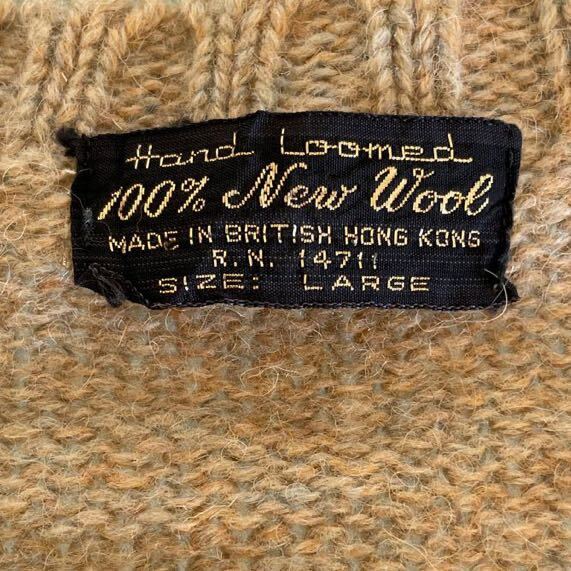 Hand Loomed
100% New Wool
MADE IN BRITISH HONG KONG
R.N. 14711
SIZE: LARGE